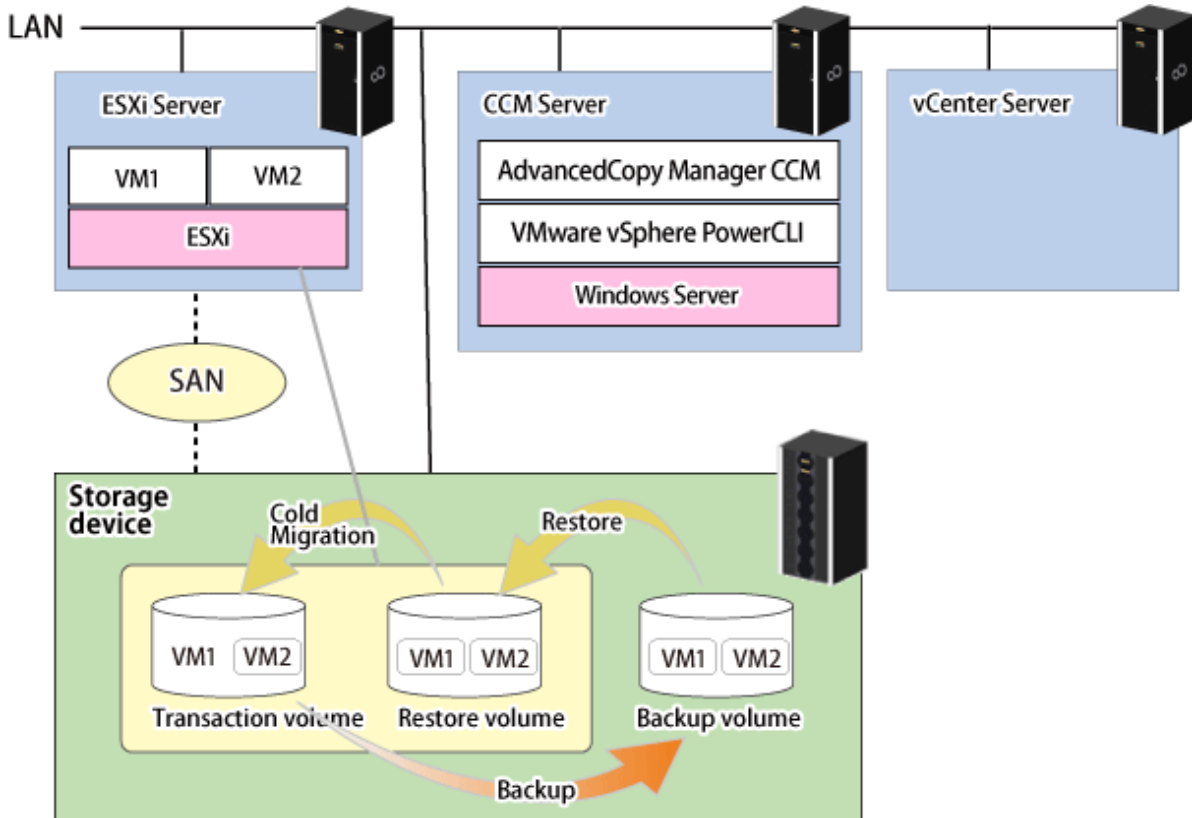 LAN
ESXi Server
CCM Server
vCenter Server
VM1
VM2
ESXi
AdvancedCopy Manager CCM
VMware vSphere PowerCLI
Windows Server
SAN
Storage
device
Cold
Migration
Restore
VM1
VM2
VM1
VM2
VM1
VM2
Transaction volume
Restore volume
Backup volume
Backup